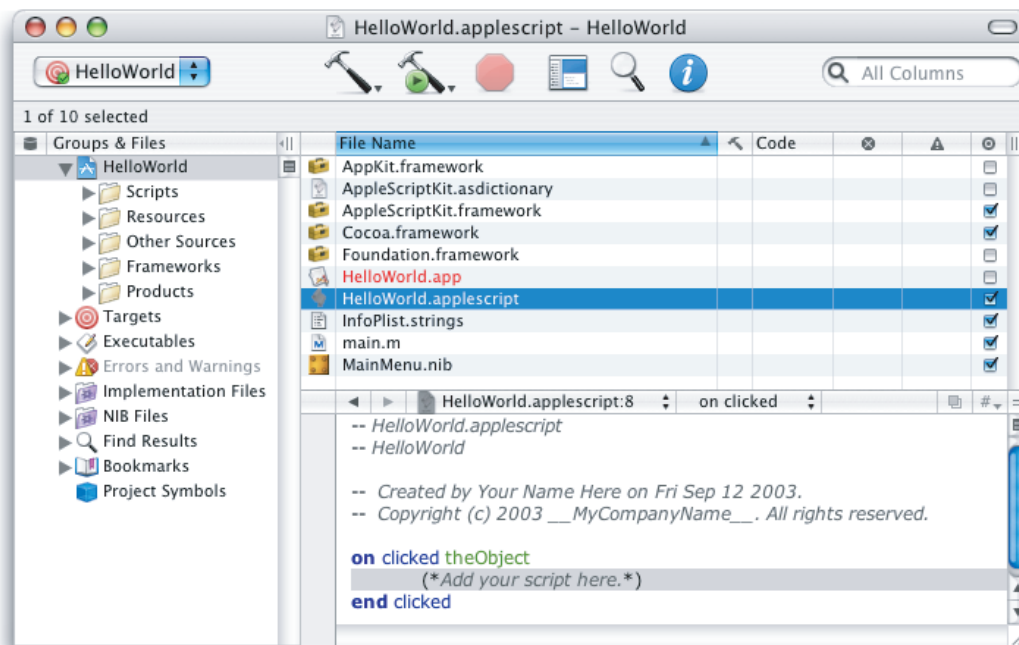 HelloWorld.applescript – HelloWorld
HelloWorld
All Columns
1 of 10 selected
Groups & Files
HelloWorld
Scripts
Resources
Other Sources
Frameworks
Products
Targets
Executables
Errors and Warnings
Implementation Files
NIB Files
Find Results
Bookmarks
Project Symbols
File Name Code
AppKit.framework
AppleScriptKit.asdictionary
AppleScriptKit.framework
Cocoa.framework
Foundation.framework
HelloWorld.app
HelloWorld.applescript
InfoPlist.strings
main.m
MainMenu.nib
HelloWorld.applescript:8 on clicked #
-- HelloWorld.applescript
-- HelloWorld
-- Created by Your Name Here on Fri Sep 12 2003.
-- Copyright (c) 2003 __MyCompanyName__. All rights reserved.
on clicked theObject
(*Add your script here.*)
end clicked